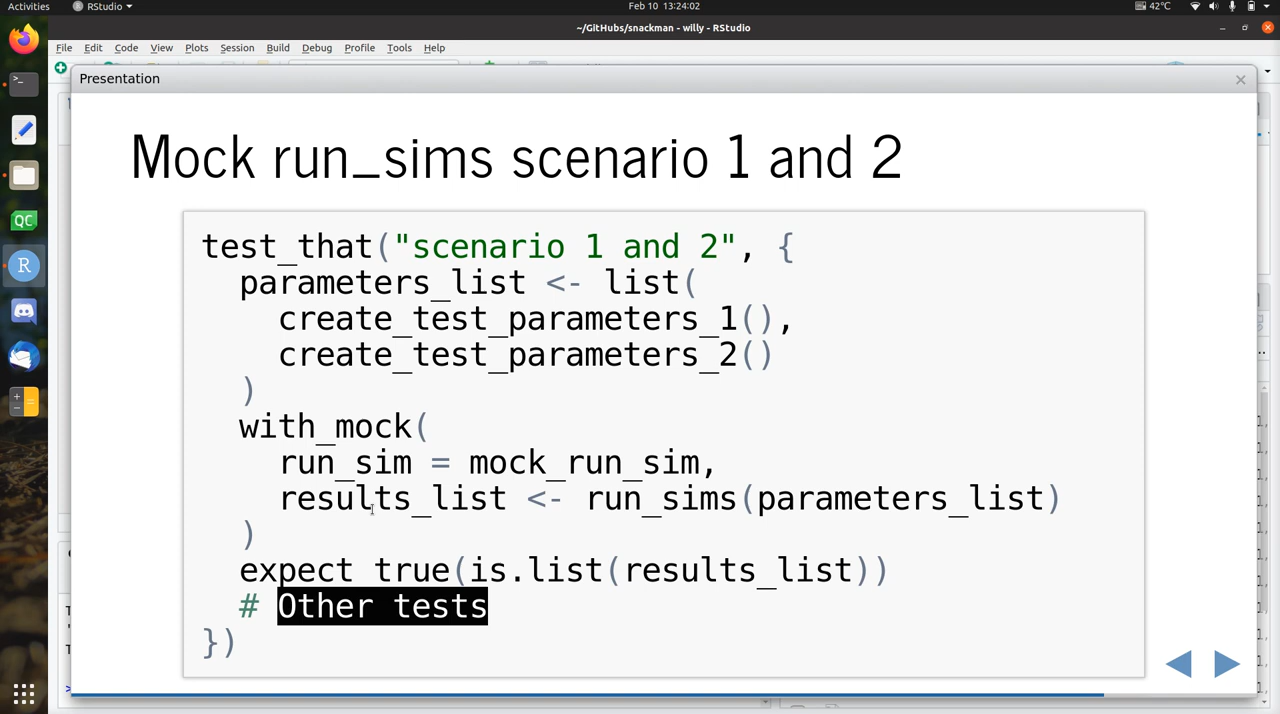 Activities
RStudio
Feb 10 13:24:02
42°C
~/GitHubs/snackman - willy - RStudio
File Edit Code View Plots Session Build Debug Profile Tools Help
Presentation
Mock run_sims scenario 1 and 2
test_that("scenario 1 and 2", {
parameters_list <- list(
create_test_parameters_1(),
create_test_parameters_2()
)
with_mock(
run_sim = mock_run_sim,
results_list <- run_sims(parameters_list)
)
expect_true(is.list(results_list))
# Other tests
})
QC
R